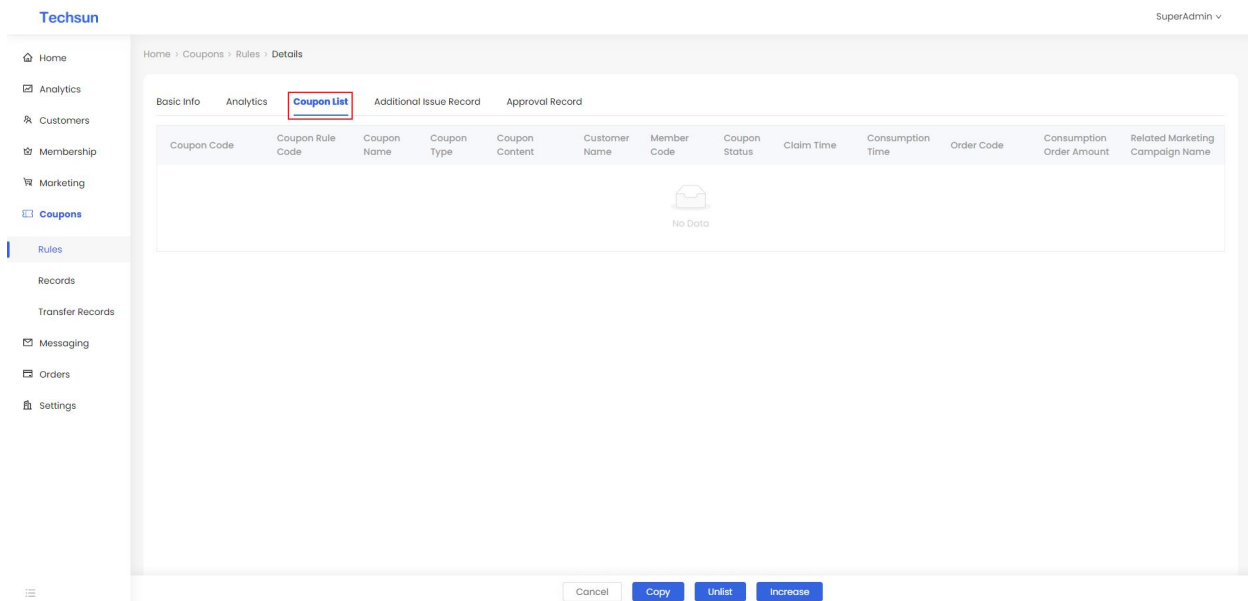 Techsun
SuperAdmin
Home
Analytics
Customers
Membership
Marketing
Coupons
Rules
Records
Transfer Records
Messaging
Orders
Settings
Home > Coupons > Rules > Details
Basic Info Analytics Coupon List Additional Issue Record Approval Record
Coupon Code
Coupon Rule
Code
Coupon
Name
Coupon
Type
Coupon
Content
Customer
Name
Member
Code
Coupon
Status
Claim Time
Consumption
Time
Order Code
Consumption
Order Amount
Related Marketing
Campaign Name
No Data
Cancel Copy Unlist Increase